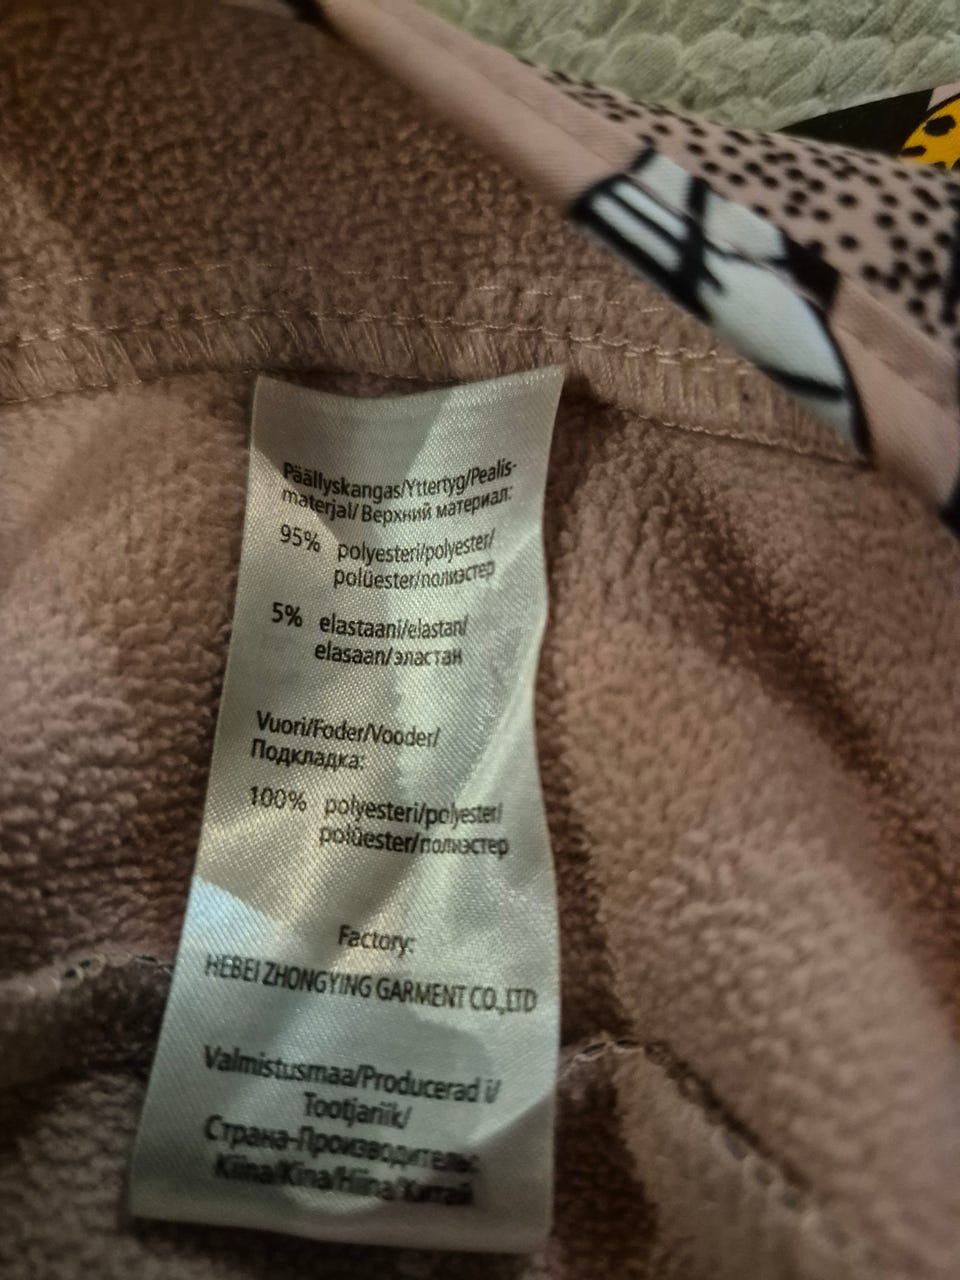 Päällyskangas/Yttertyg/Pealis-
materjal/ Верхний материал:
95% polyesteri/polyester/
polüester/полиэстер
5% elastaani/elastan/
elasaan/эластан
Vuori/Foder/Vooder/
Подкладка:
100% polyesteri/polyester/
polüester/полиэстер
Factory:
HEBEI ZHONGYING GARMENT CO.,LTD
Valmistusmaa/Producerad i/
Tootjariik/
Страна-Производитель:
Kiina/Kina/Hiina/Китай